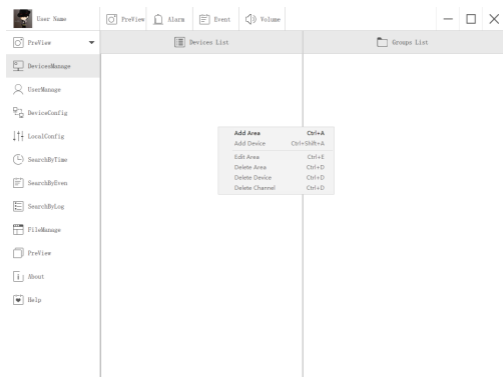 User Name
PreView
Alarm
Event
Volume
PreView
Devices List
Groups List
DevicesManage
UserManage
DeviceConfig
LocalConfig
SearchByTime
SearchByEven
SearchByLog
FileManage
PreView
About
Help
Add Area Ctrl+A
Add Device Ctrl+Shift+A
Edit Area Ctrl+E
Delete Area Ctrl+D
Delete Device Ctrl+D
Delete Channel Ctrl+D